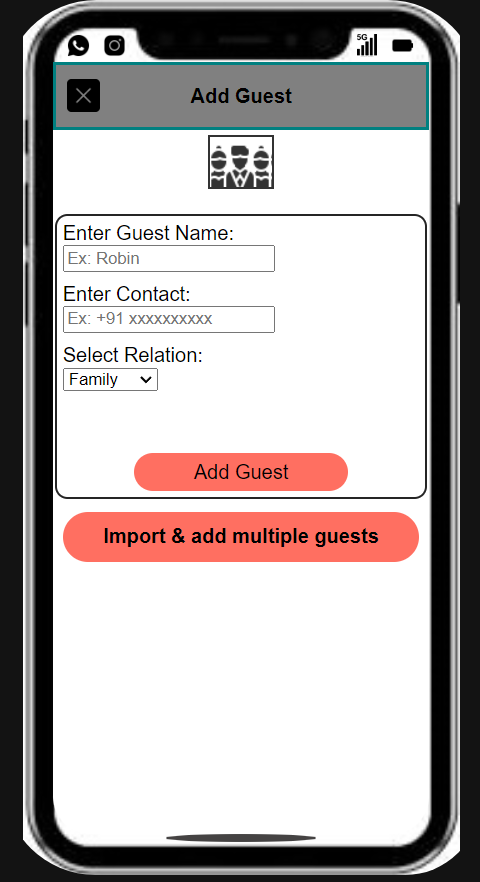 5G
Add Guest
Enter Guest Name:
Ex: Robin
Enter Contact:
Ex: +91 xxxxxxxxxx
Select Relation:
Family
Add Guest
Import & add multiple guests